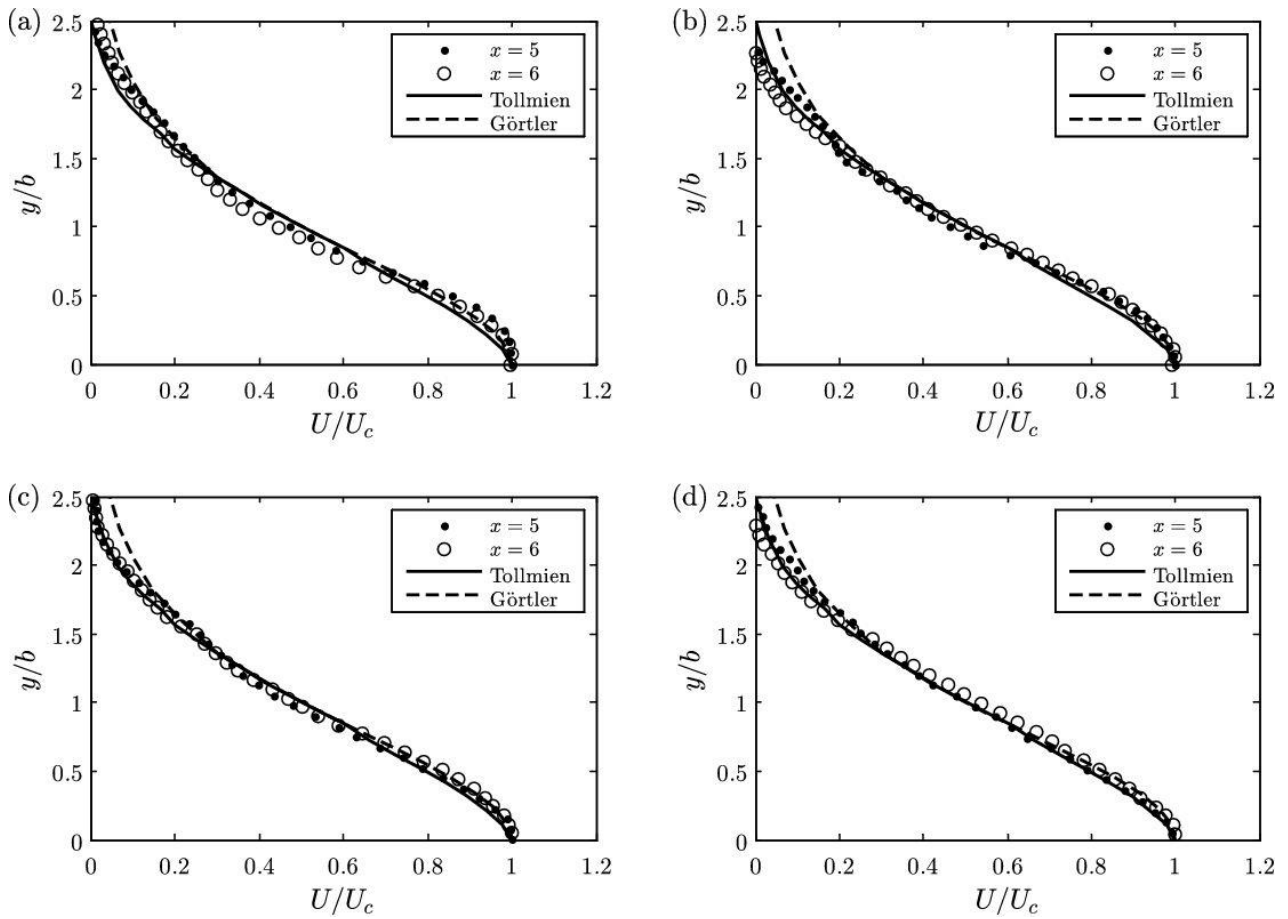 (a)
2.5
2
1.5
1
0.5
0
y/b
x = 5
x = 6
Tollmien
Görtler
0 0.2 0.4 0.6 0.8 1 1.2
U/U_c
(b)
2.5
2
1.5
1
0.5
0
y/b
x = 5
x = 6
Tollmien
Görtler
0 0.2 0.4 0.6 0.8 1 1.2
U/U_c
(c)
2.5
2
1.5
1
0.5
0
y/b
x = 5
x = 6
Tollmien
Görtler
0 0.2 0.4 0.6 0.8 1 1.2
U/U_c
(d)
2.5
2
1.5
1
0.5
0
y/b
x = 5
x = 6
Tollmien
Görtler
0 0.2 0.4 0.6 0.8 1 1.2
U/U_c